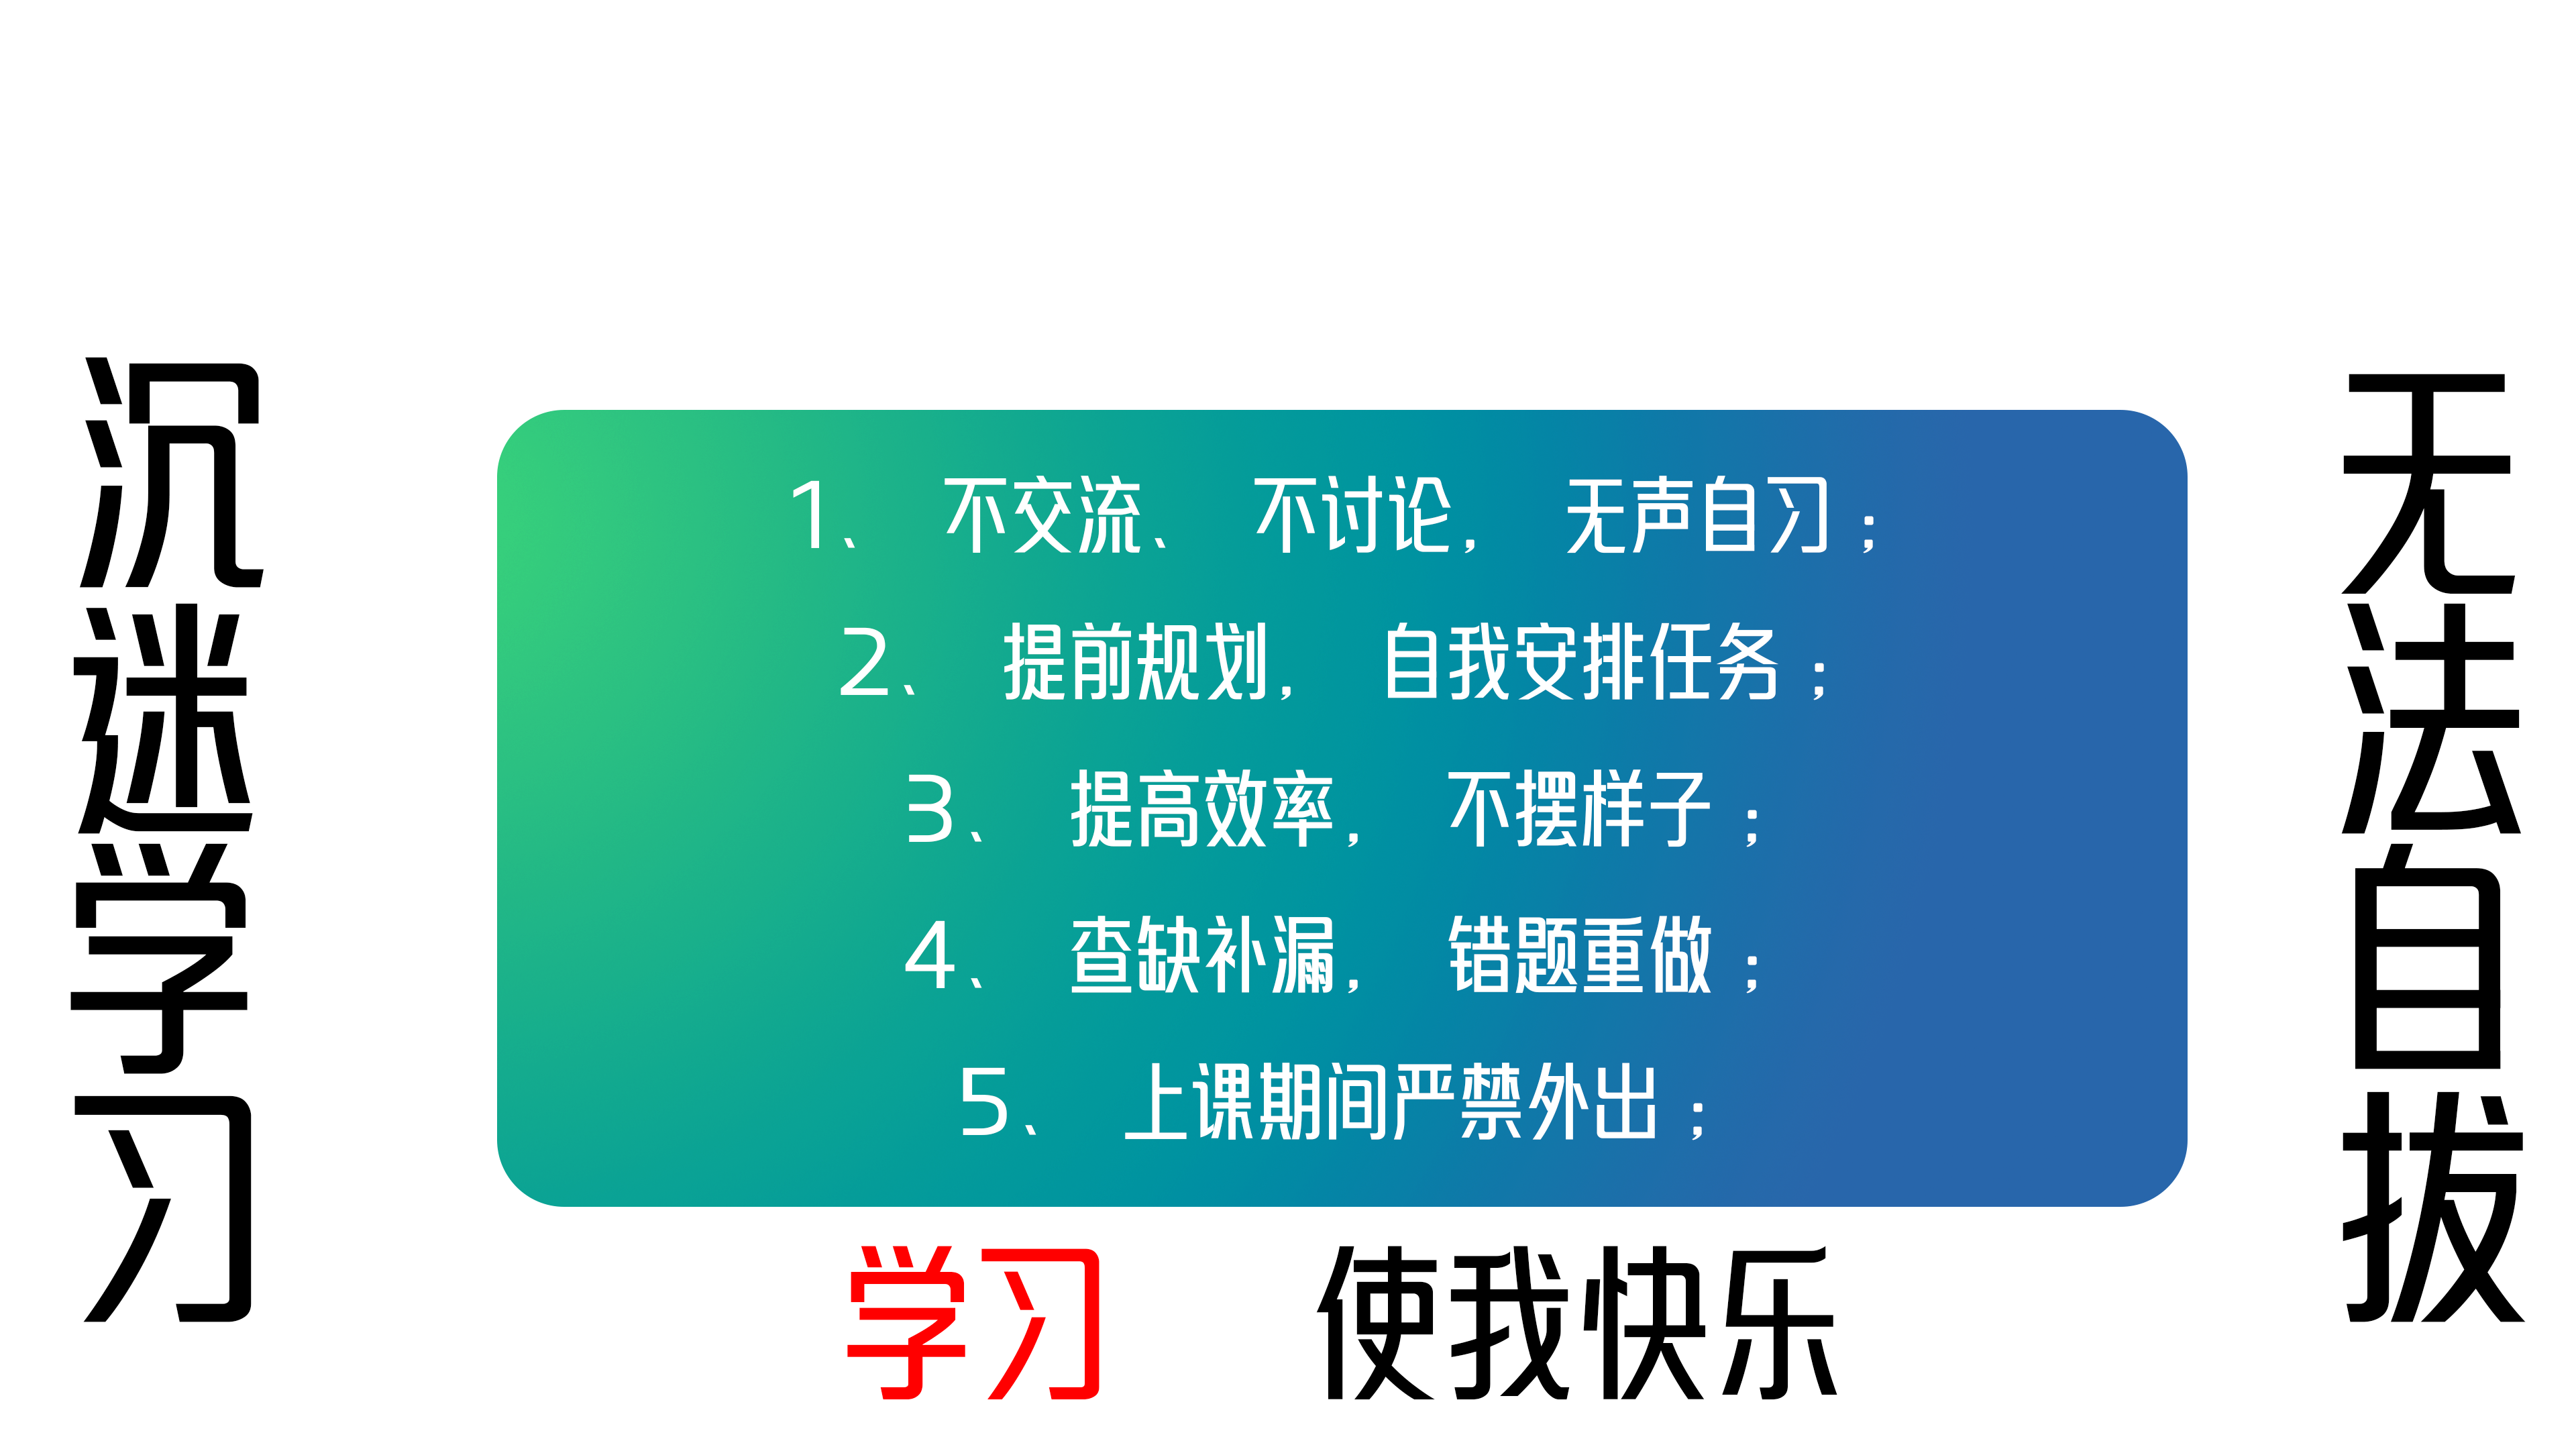 沉迷学习
1、 不交流、 不讨论， 无声自习；
2、 提前规划， 自我安排任务；
3、 提高效率， 不摆样子；
4、 查缺补漏， 错题重做；
5、 上课期间严禁外出；
无法自拔
学习 使我快乐